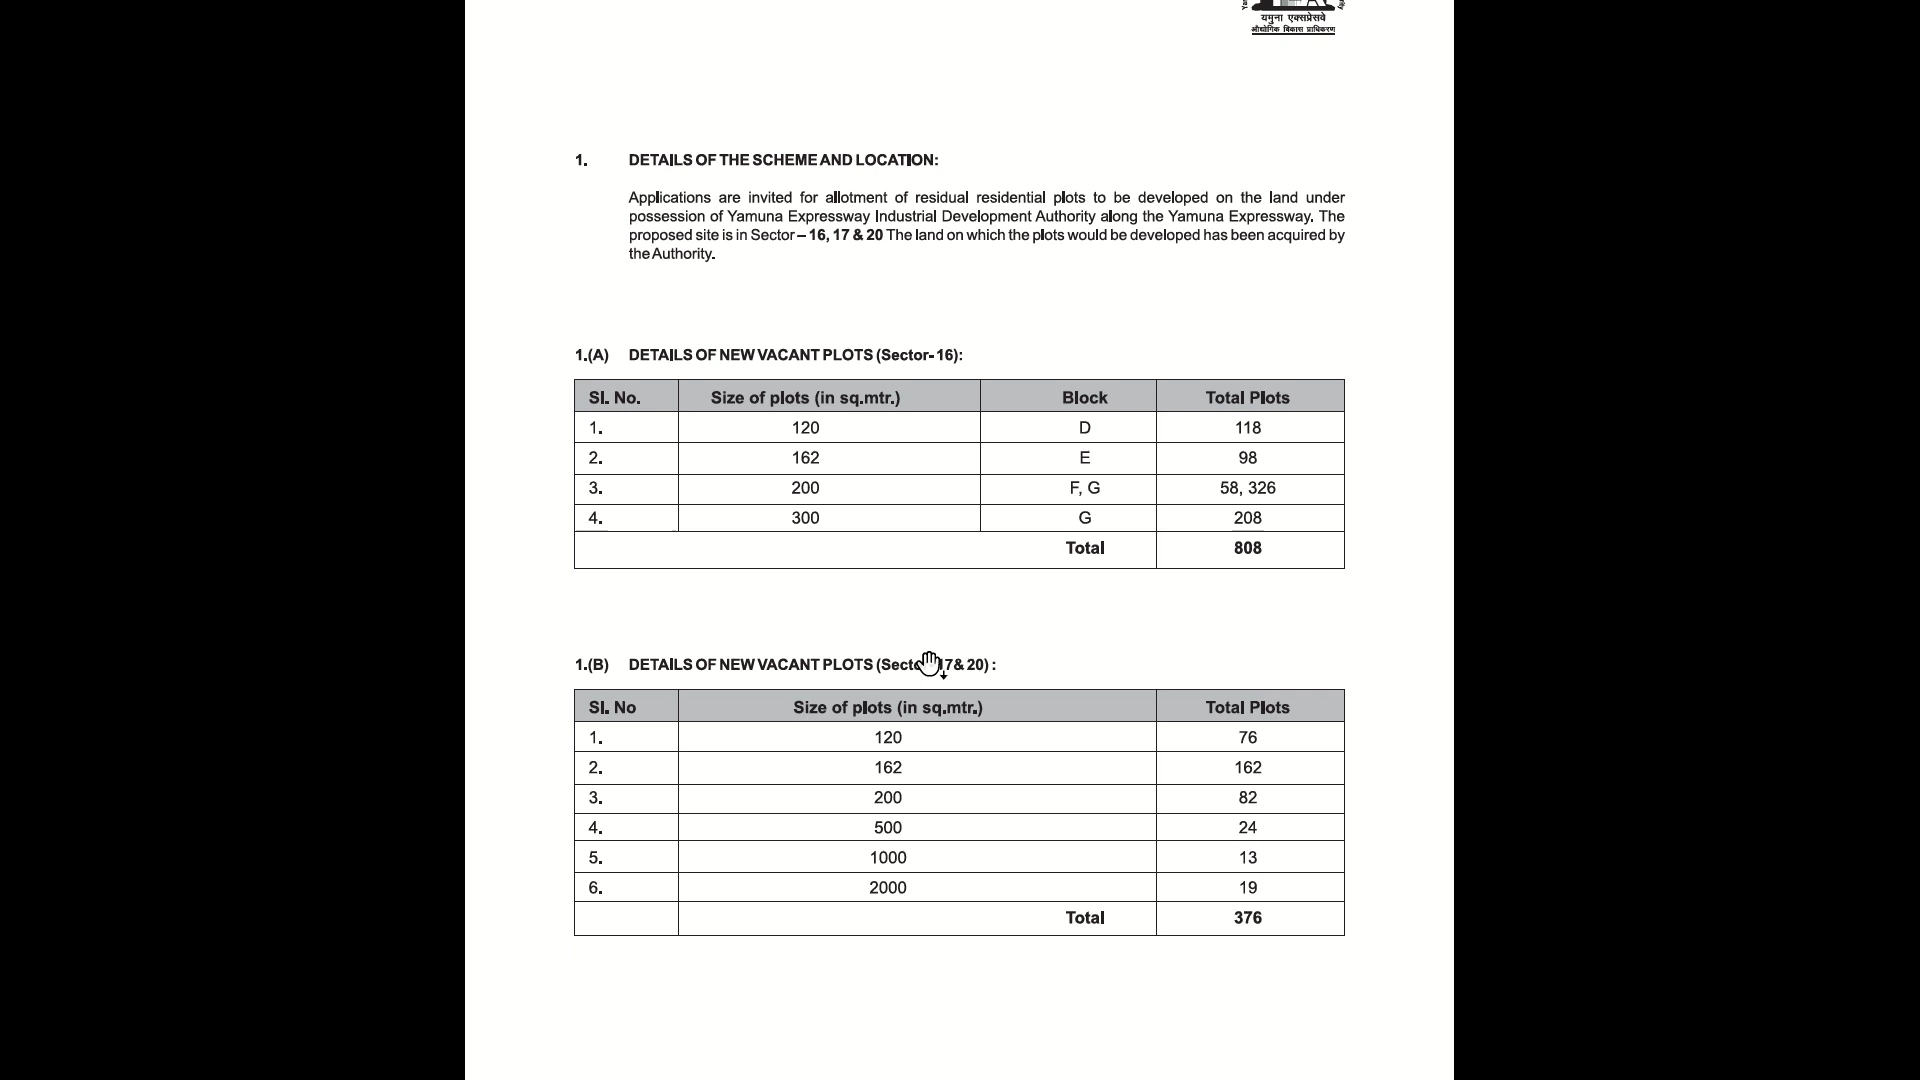 यमुना एक्सप्रेसवे
औद्योगिक विकास प्राधिकरण
1. DETAILS OF THE SCHEME AND LOCATION:
Applications are invited for allotment of residual residential plots to be developed on the land under
possession of Yamuna Expressway Industrial Development Authority along the Yamuna Expressway. The
proposed site is in Sector – 16, 17 & 20 The land on which the plots would be developed has been acquired by
the Authority.
1.(A) DETAILS OF NEW VACANT PLOTS (Sector- 16):
Sl. No. Size of plots (in sq.mtr.) Block Total Plots
1. 120 D 118
2. 162 E 98
3. 200 F, G 58, 326
4. 300 G 208
Total 808
1.(B) DETAILS OF NEW VACANT PLOTS (Secto 17& 20) :
Sl. No Size of plots (in sq.mtr.) Total Plots
1. 120 76
2. 162 162
3. 200 82
4. 500 24
5. 1000 13
6. 2000 19
Total 376